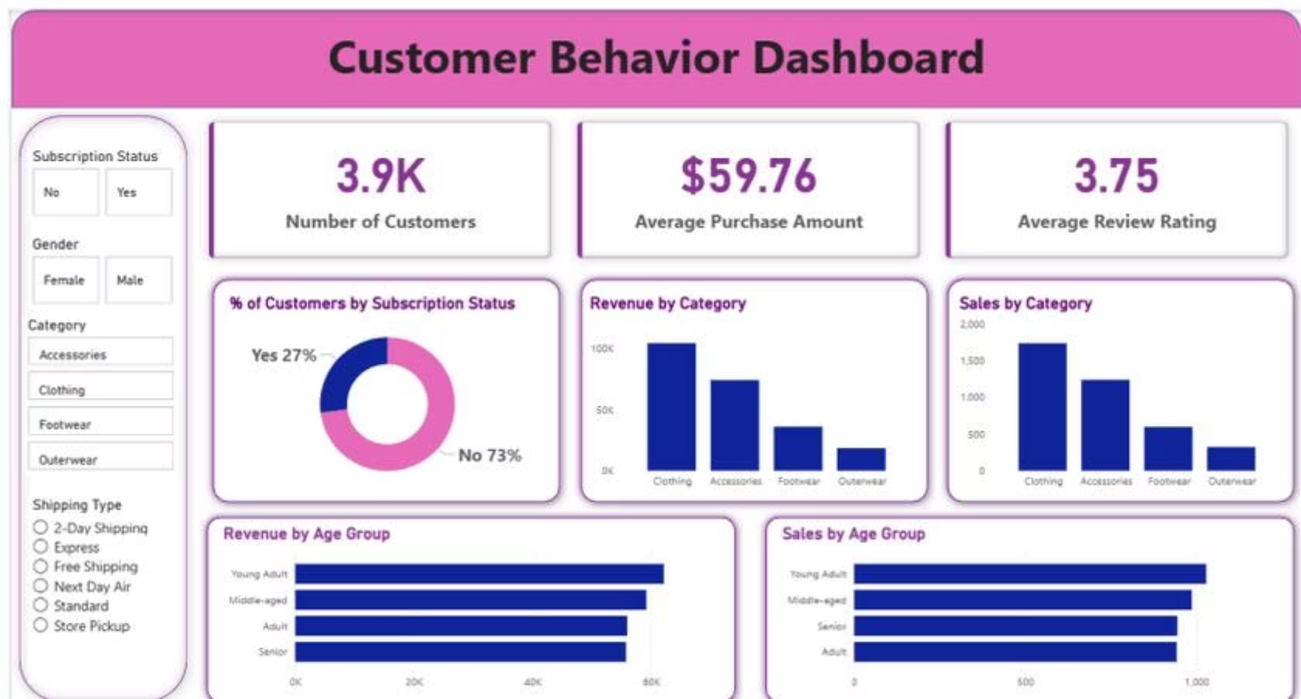 Customer Behavior Dashboard
Subscription Status
No Yes
Gender
Female Male
Category
Accessories
Clothing
Footwear
Outerwear
Shipping Type
2-Day Shipping
Express
Free Shipping
Next Day Air
Standard
Store Pickup
3.9K
Number of Customers
$59.76
Average Purchase Amount
3.75
Average Review Rating
% of Customers by Subscription Status
Yes 27%
No 73%
Revenue by Category
100K
50K
0K
Clothing Accessories Footwear Outerwear
Sales by Category
2,000
1,500
1,000
500
0
Clothing Accessories Footwear Outerwear
Revenue by Age Group
Young Adult
Middle-aged
Adult
Senior
0K 20K 40K 60K
Sales by Age Group
Young Adult
Middle-aged
Senior
Adult
0 500 1,000